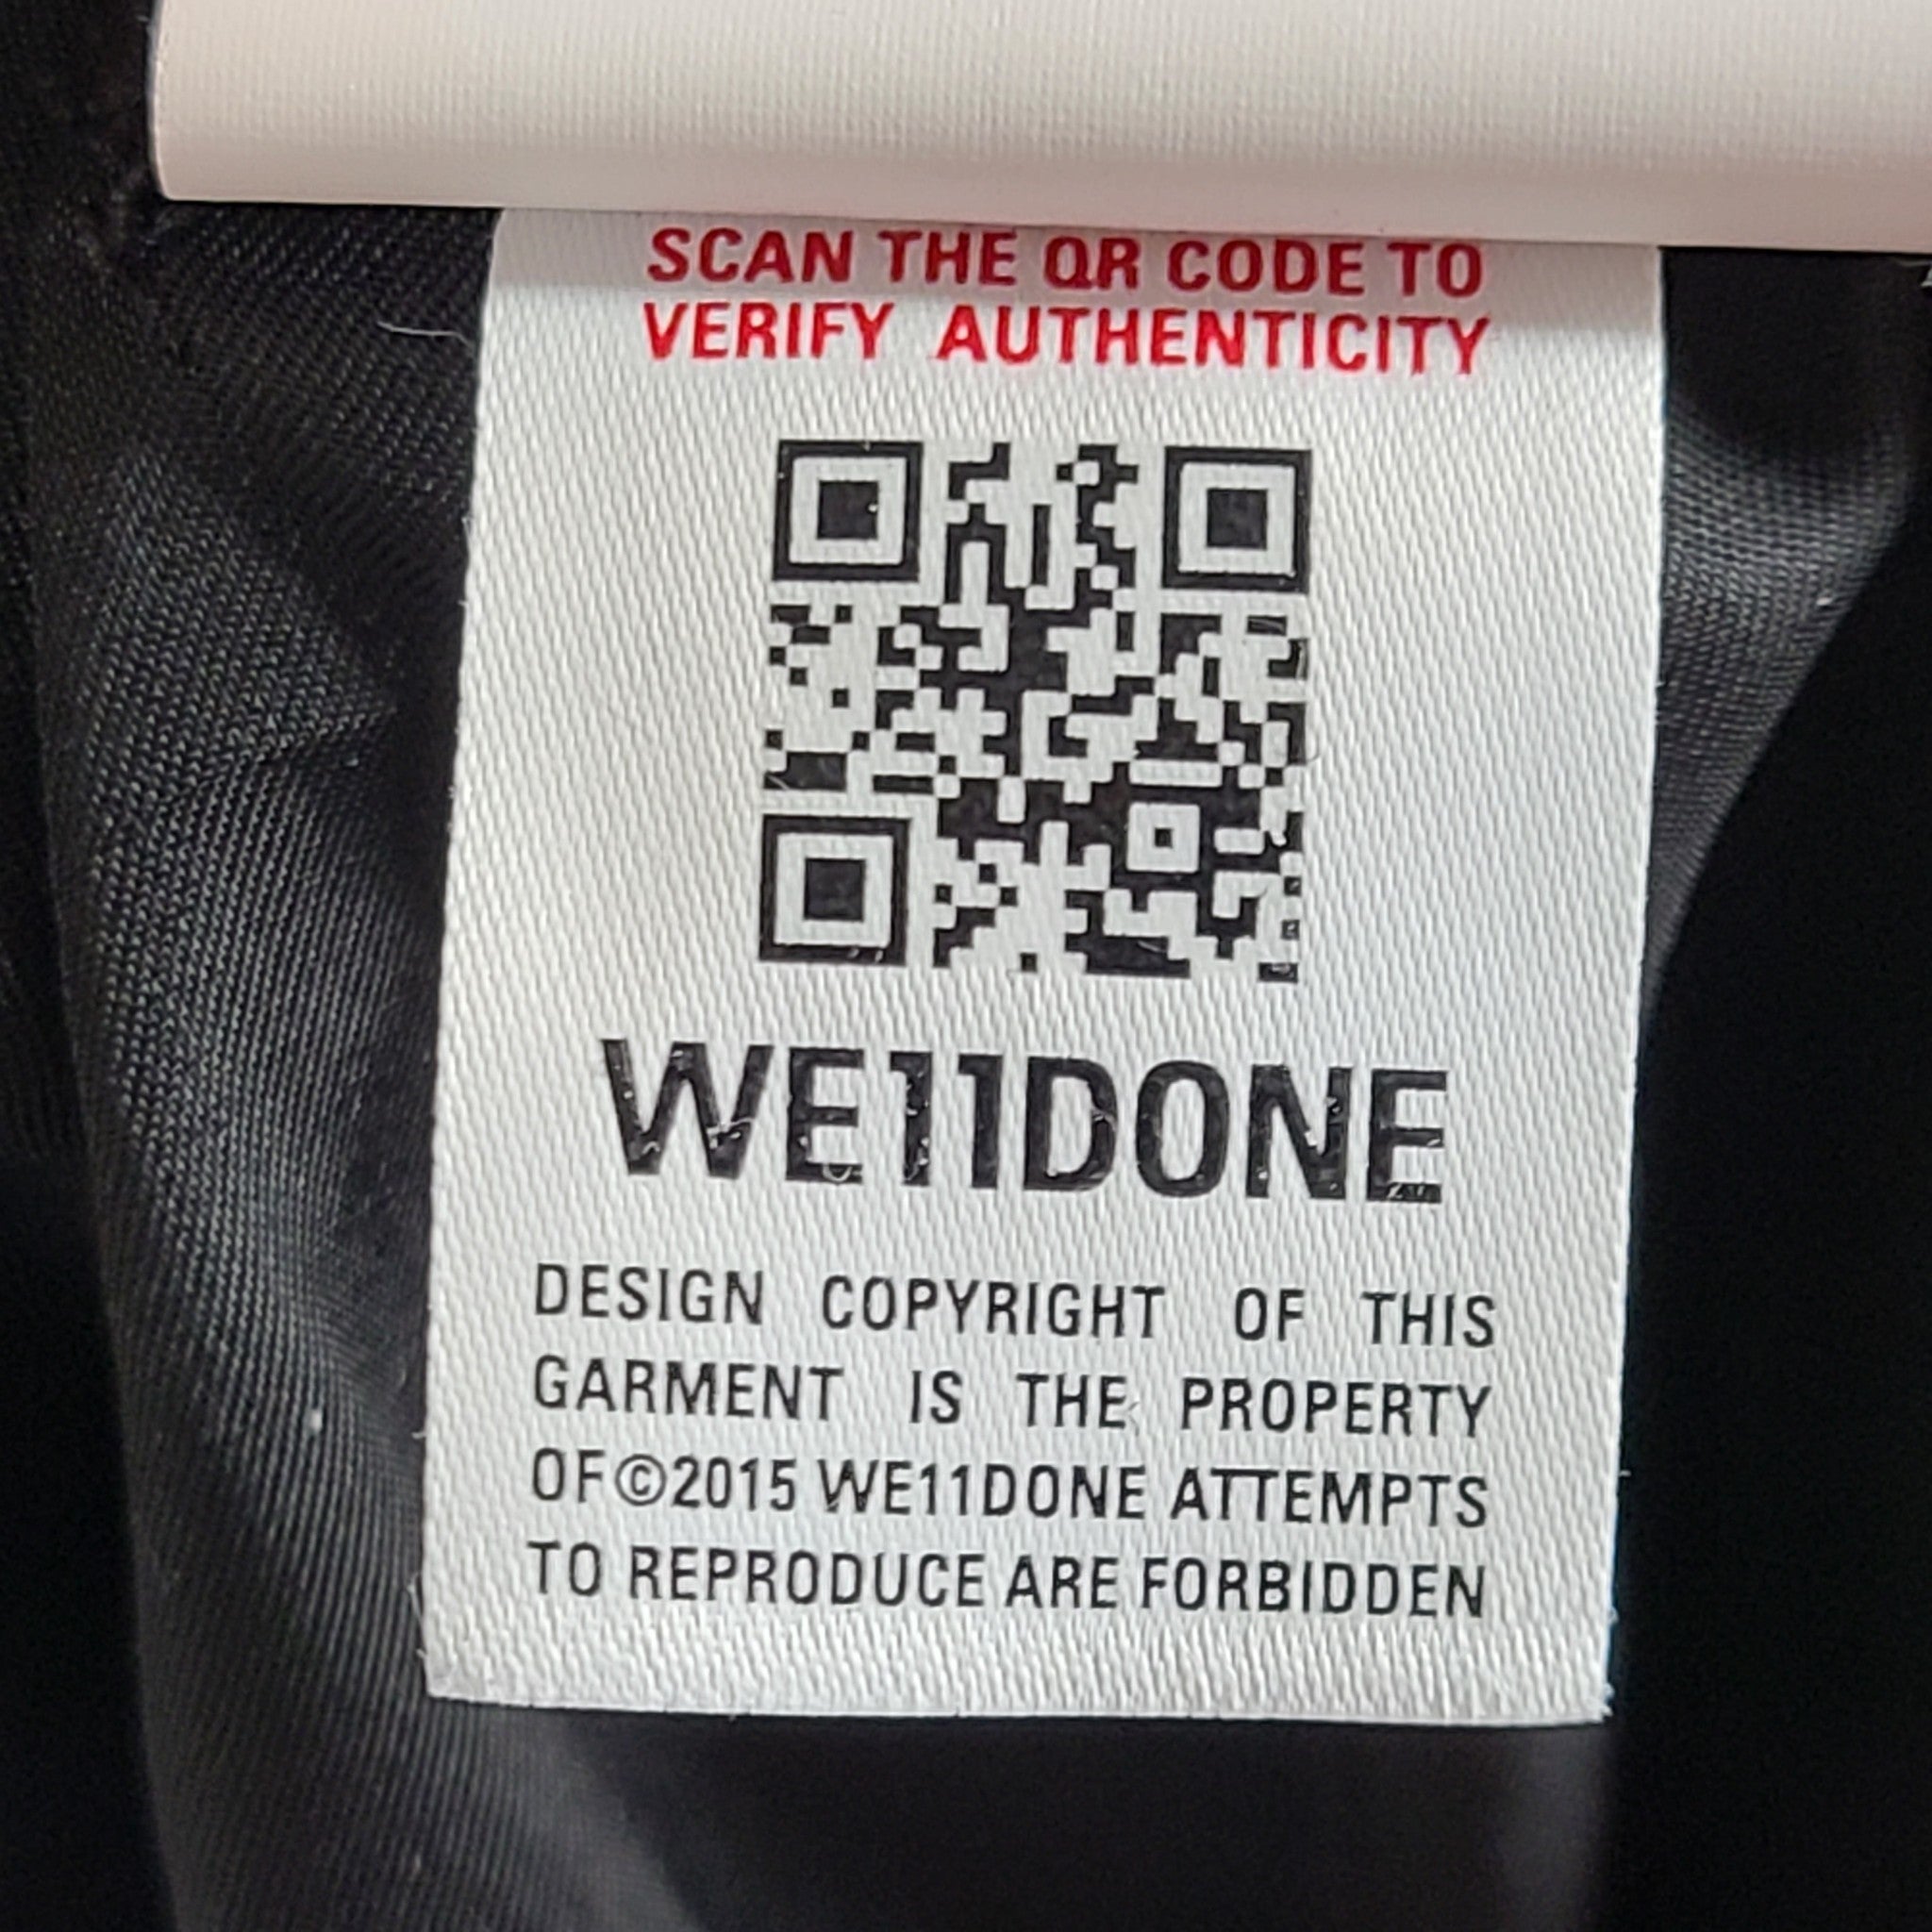 SCAN THE QR CODE TO
VERIFY AUTHENTICITY
WE11DONE
DESIGN COPYRIGHT OF THIS
GARMENT IS THE PROPERTY
OF©2015 WE11DONE ATTEMPTS
TO REPRODUCE ARE FORBIDDEN